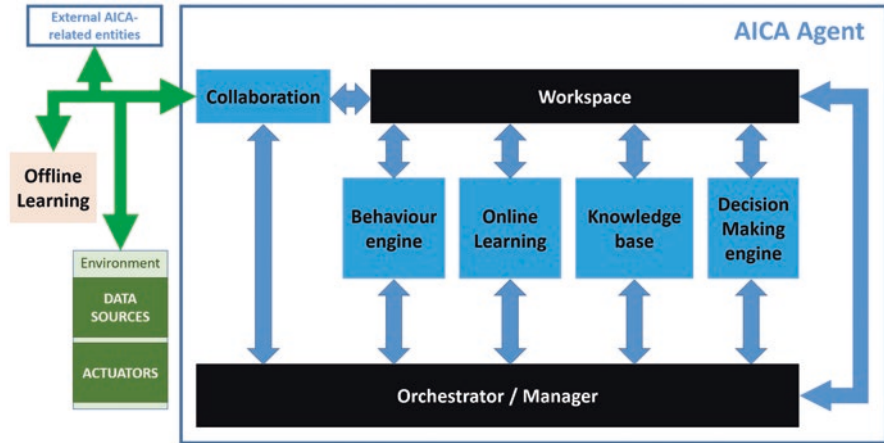 External AICA-
related entities
AICA Agent
Collaboration
Workspace
Offline
Learning
Behaviour
engine
Online
Learning
Knowledge
base
Decision
Making
engine
Environment
DATA
SOURCES
ACTUATORS
Orchestrator / Manager